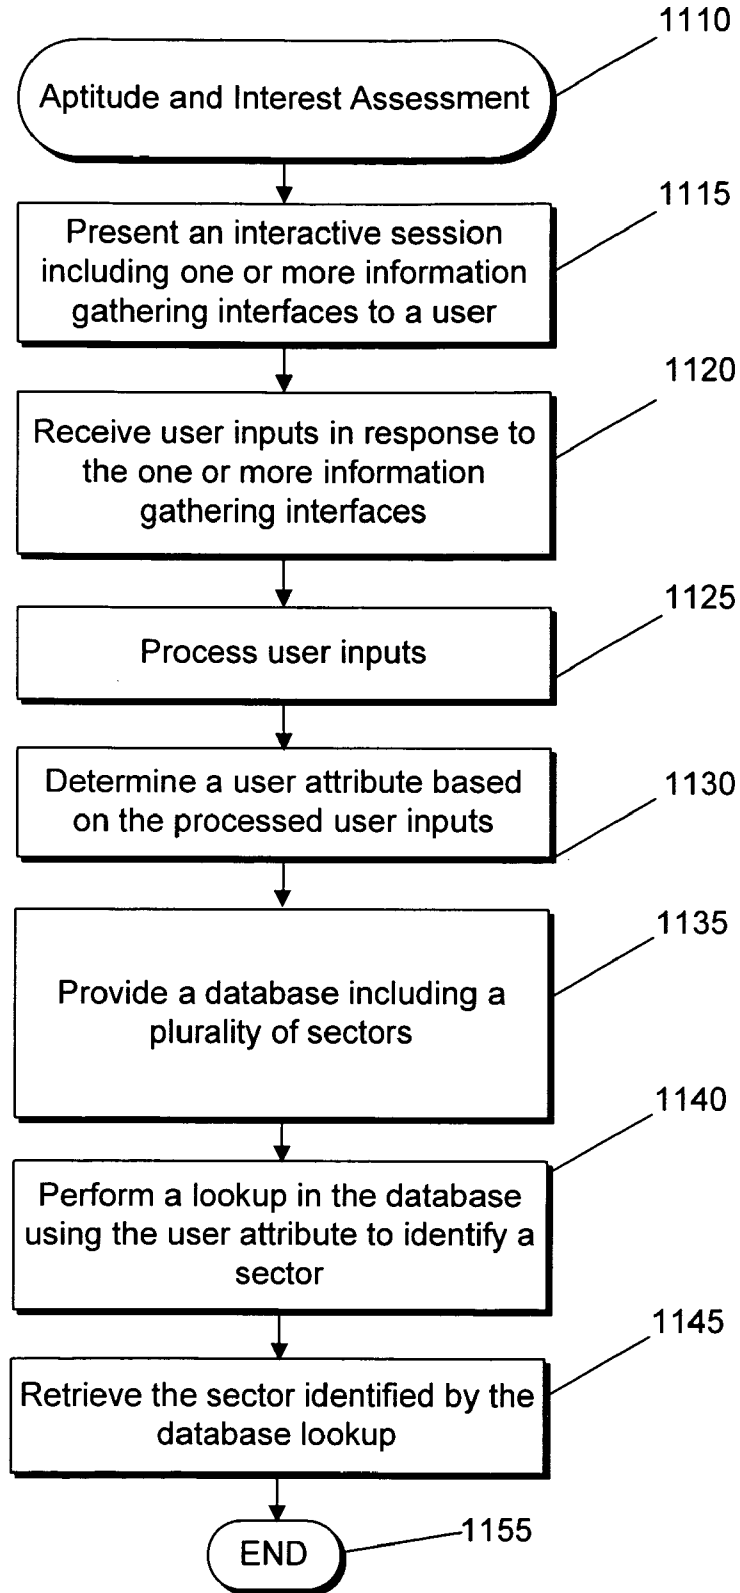 1110
Aptitude and Interest Assessment
1115
Present an interactive session
including one or more information
gathering interfaces to a user
1120
Receive user inputs in response to
the one or more information
gathering interfaces
1125
Process user inputs
1130
Determine a user attribute based
on the processed user inputs
1135
Provide a database including a
plurality of sectors
1140
Perform a lookup in the database
using the user attribute to identify a
sector
1145
Retrieve the sector identified by the
database lookup
1155
END